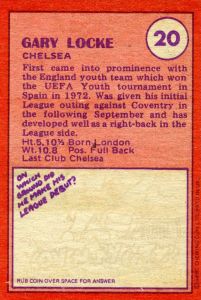 GARY LOCKE
20
CHELSEA
First came into prominence with
the England youth team which won
the UEFA Youth tournament in
Spain in 1972. Was given his initial
League outing against Coventry in
the following September and has
developed well as a right-back in the
League side.
Ht.5,10½ Born London
Wt.10.8 Pos. Full Back
Last Club Chelsea
ON
WHICH
GROUND DID
HE MAKE HIS
LEAGUE DEBUT?
RUB COIN OVER SPACE FOR ANSWER